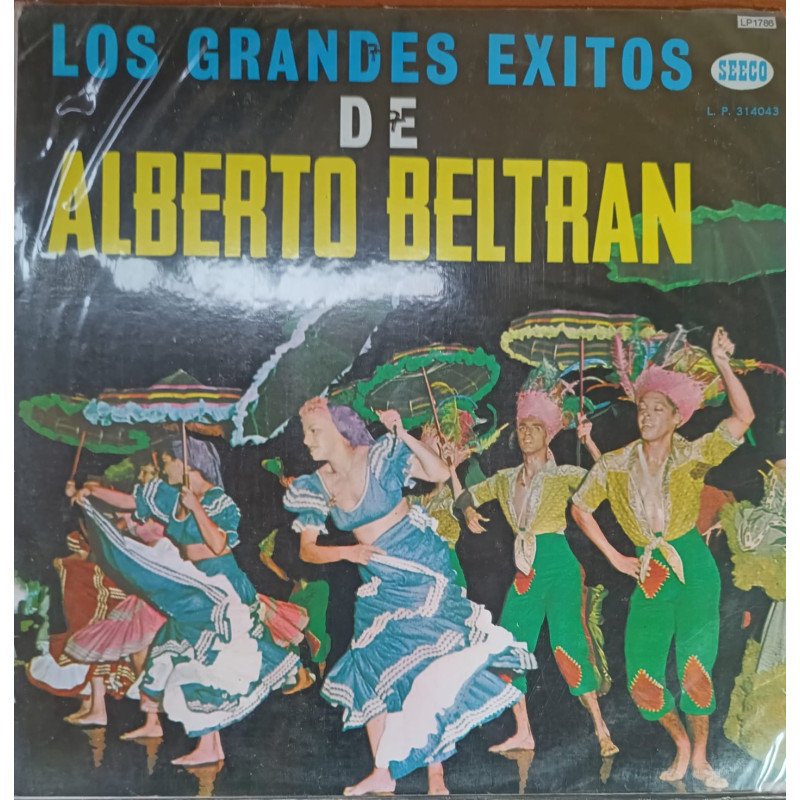 LP1786
LOS GRANDES EXITOS
SEECO
L. P. 314043
DE
ALBERTO BELTRAN